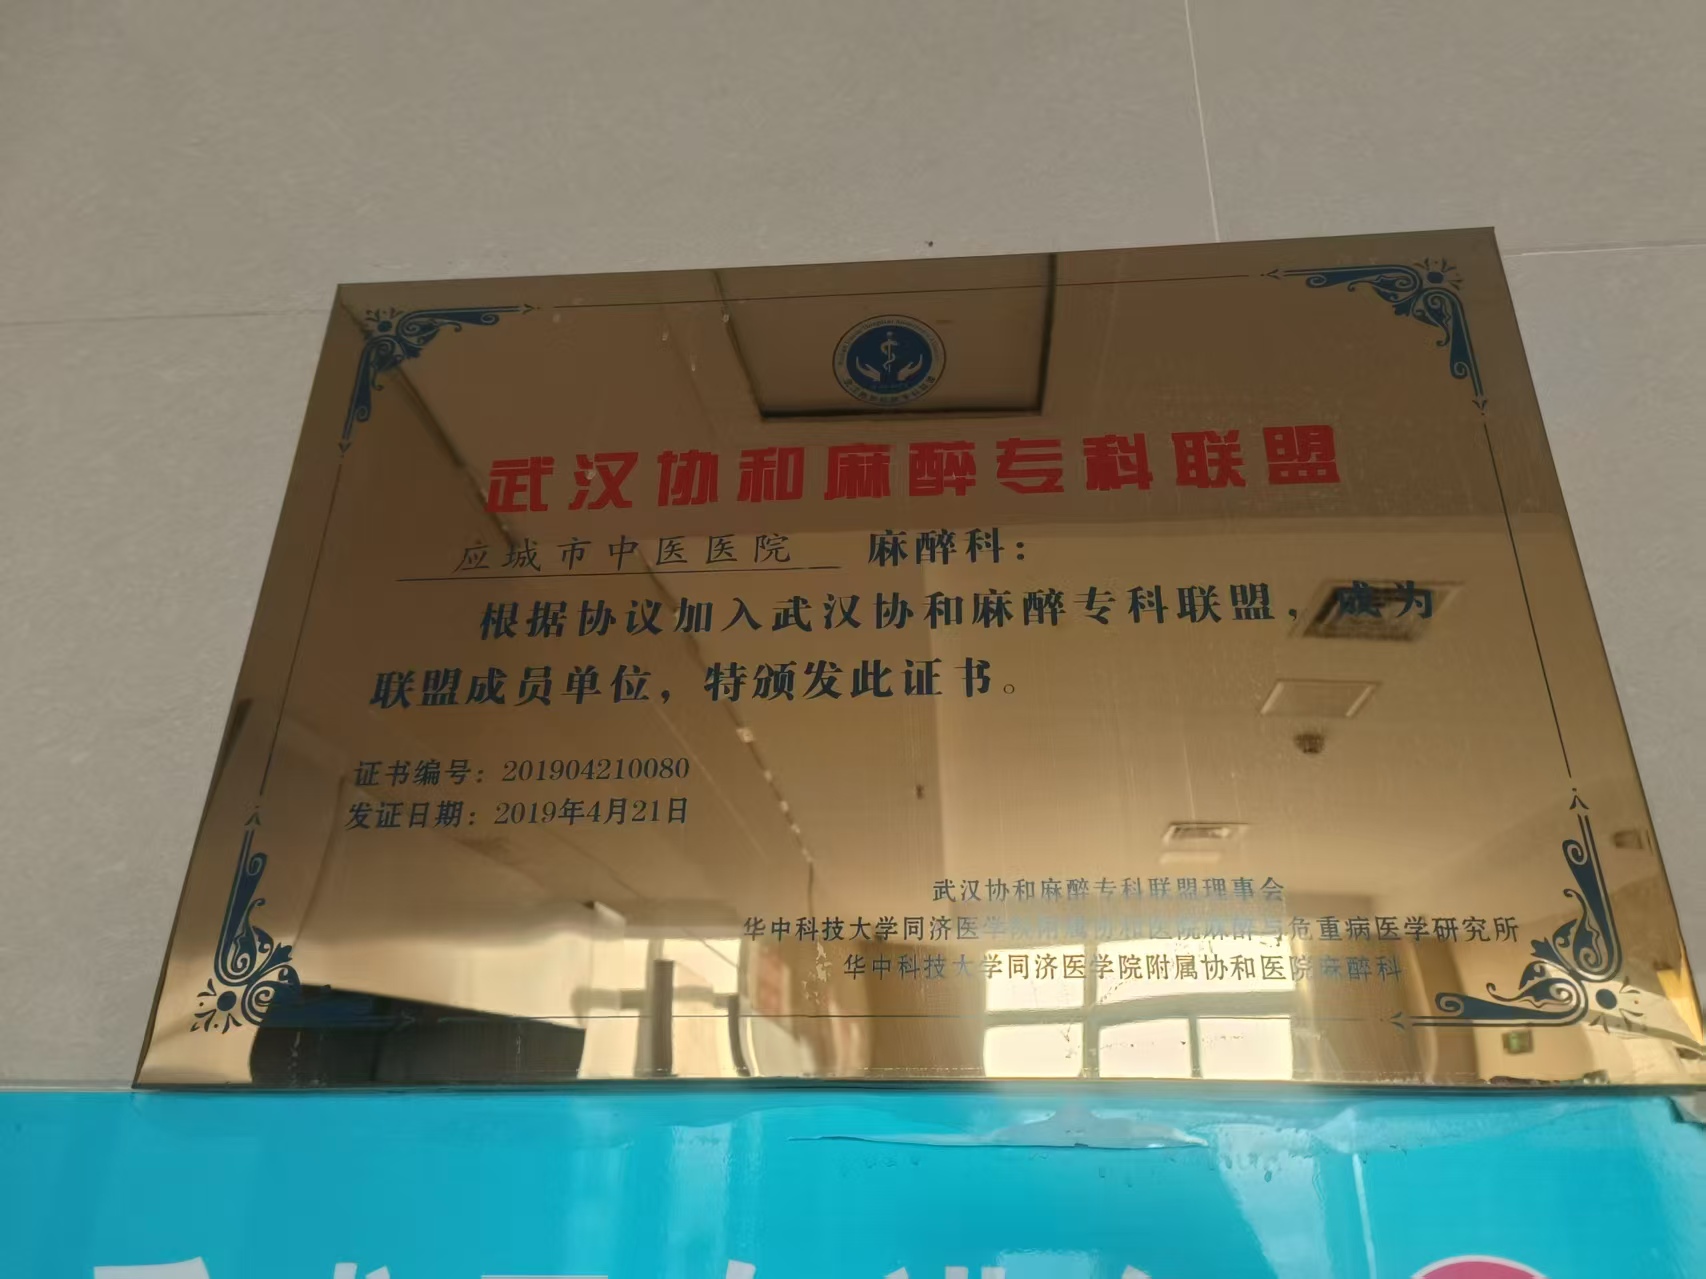 武汉协和麻醉专科联盟
应城市中医医院 麻醉科：
根据协议加入武汉协和麻醉专科联盟，成为
联盟成员单位，特颁发此证书。
证书编号：201904210080
发证日期：2019年4月21日
武汉协和麻醉专科联盟理事会
华中科技大学同济医学院附属协和医院麻醉与危重病医学研究所
华中科技大学同济医学院附属协和医院麻醉科